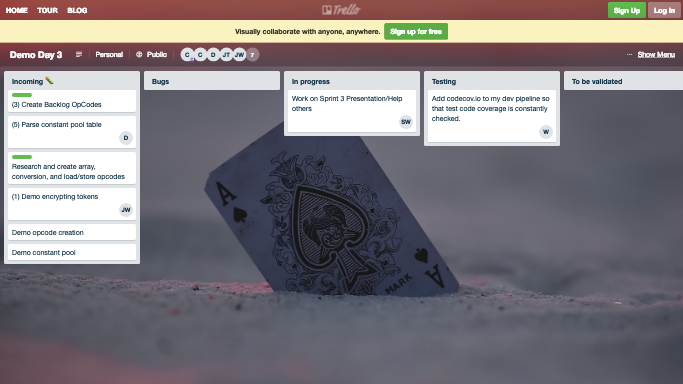 HOME TOUR BLOG
Trello
Sign Up Log In
Visually collaborate with anyone, anywhere. Sign up for free
Demo Day 3
Personal
Public
C C D JT JW 7
... Show Menu
Incoming
(3) Create Backlog OpCodes
(5) Parse constant pool table
D
Research and create array,
conversion, and load/store opcodes
(1) Demo encrypting tokens
JW
Demo opcode creation
Demo constant pool
Bugs
In progress
Work on Sprint 3 Presentation/Help
others
SW
Testing
Add codecov.io to my dev pipeline so
that test code coverage is constantly
checked.
W
To be validated
A
MARK
A